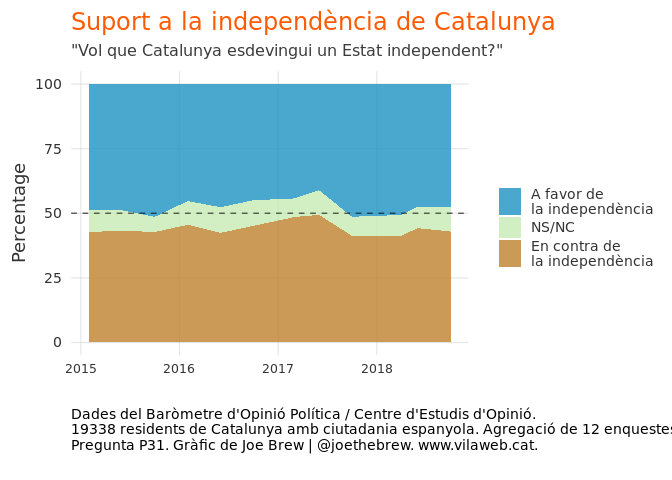 Suport a la independència de Catalunya
"Vol que Catalunya esdevingui un Estat independent?"
100
75
50
25
0
Percentage
2015
2016
2017
2018
A favor de
la independència
NS/NC
En contra de
la independència
Dades del Baròmetre d'Opinió Política / Centre d'Estudis d'Opinió.
19338 residents de Catalunya amb ciutadania espanyola. Agregació de 12 enquestes
Pregunta P31. Gràfic de Joe Brew | @joethebrew. www.vilaweb.cat.